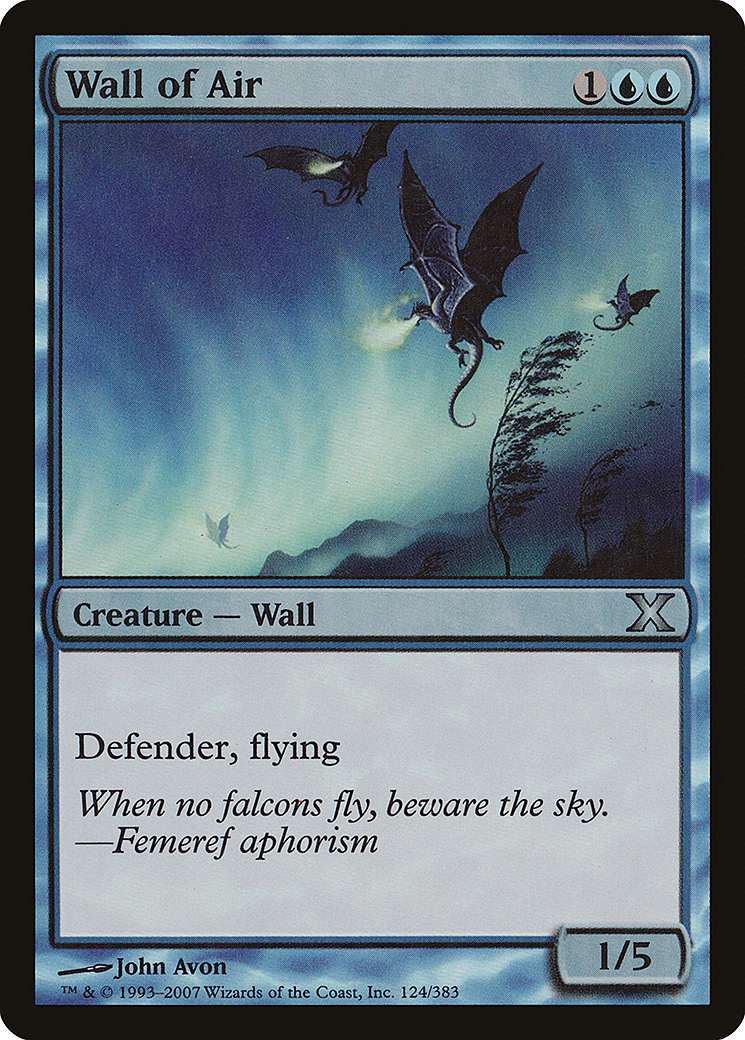 Wall of Air 1
Creature — Wall X
Defender, flying
When no falcons fly, beware the sky.
—Femeref aphorism
1/5
John Avon
™ & © 1993–2007 Wizards of the Coast, Inc. 124/383